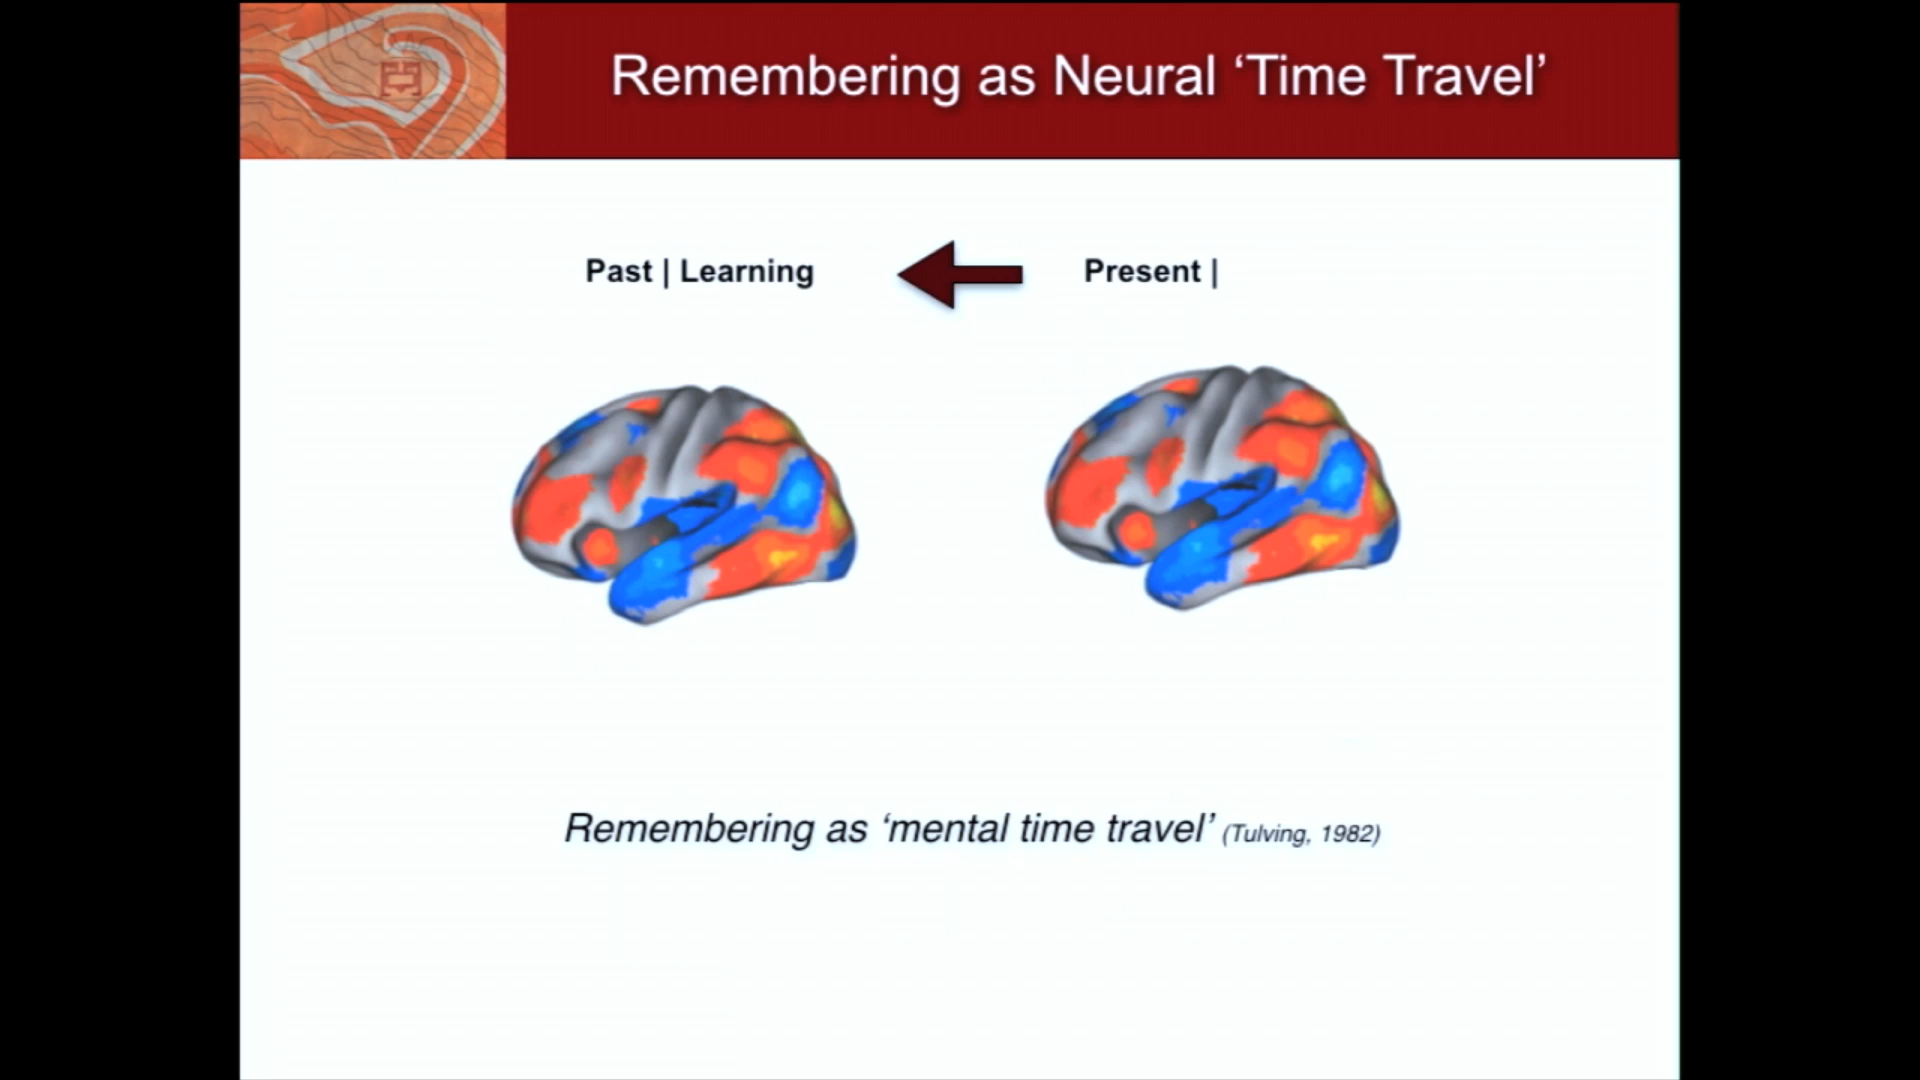 Remembering as Neural ‘Time Travel’
Past | Learning
Present |
Remembering as ‘mental time travel’ (Tulving, 1982)